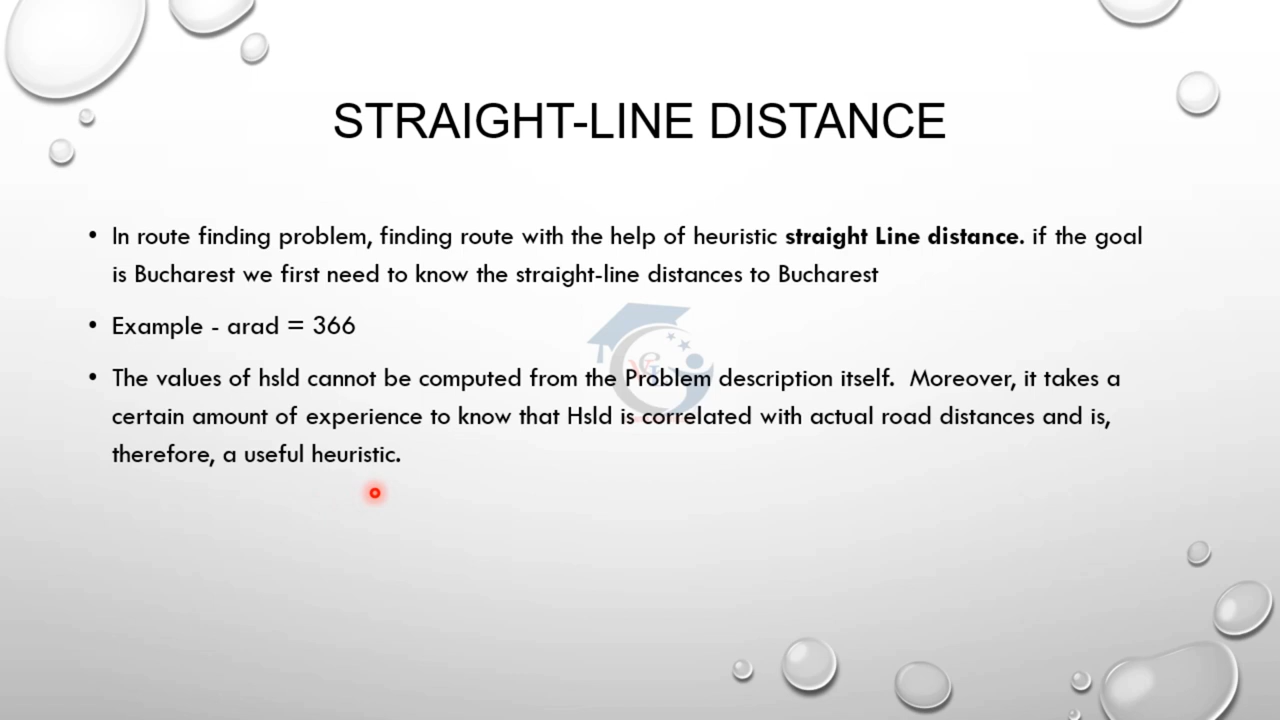 STRAIGHT-LINE DISTANCE
• In route finding problem, finding route with the help of heuristic straight Line distance. if the goal
is Bucharest we first need to know the straight-line distances to Bucharest
• Example - arad = 366
• The values of hsld cannot be computed from the Problem description itself.  Moreover, it takes a
certain amount of experience to know that Hsld is correlated with actual road distances and is,
therefore, a useful heuristic.